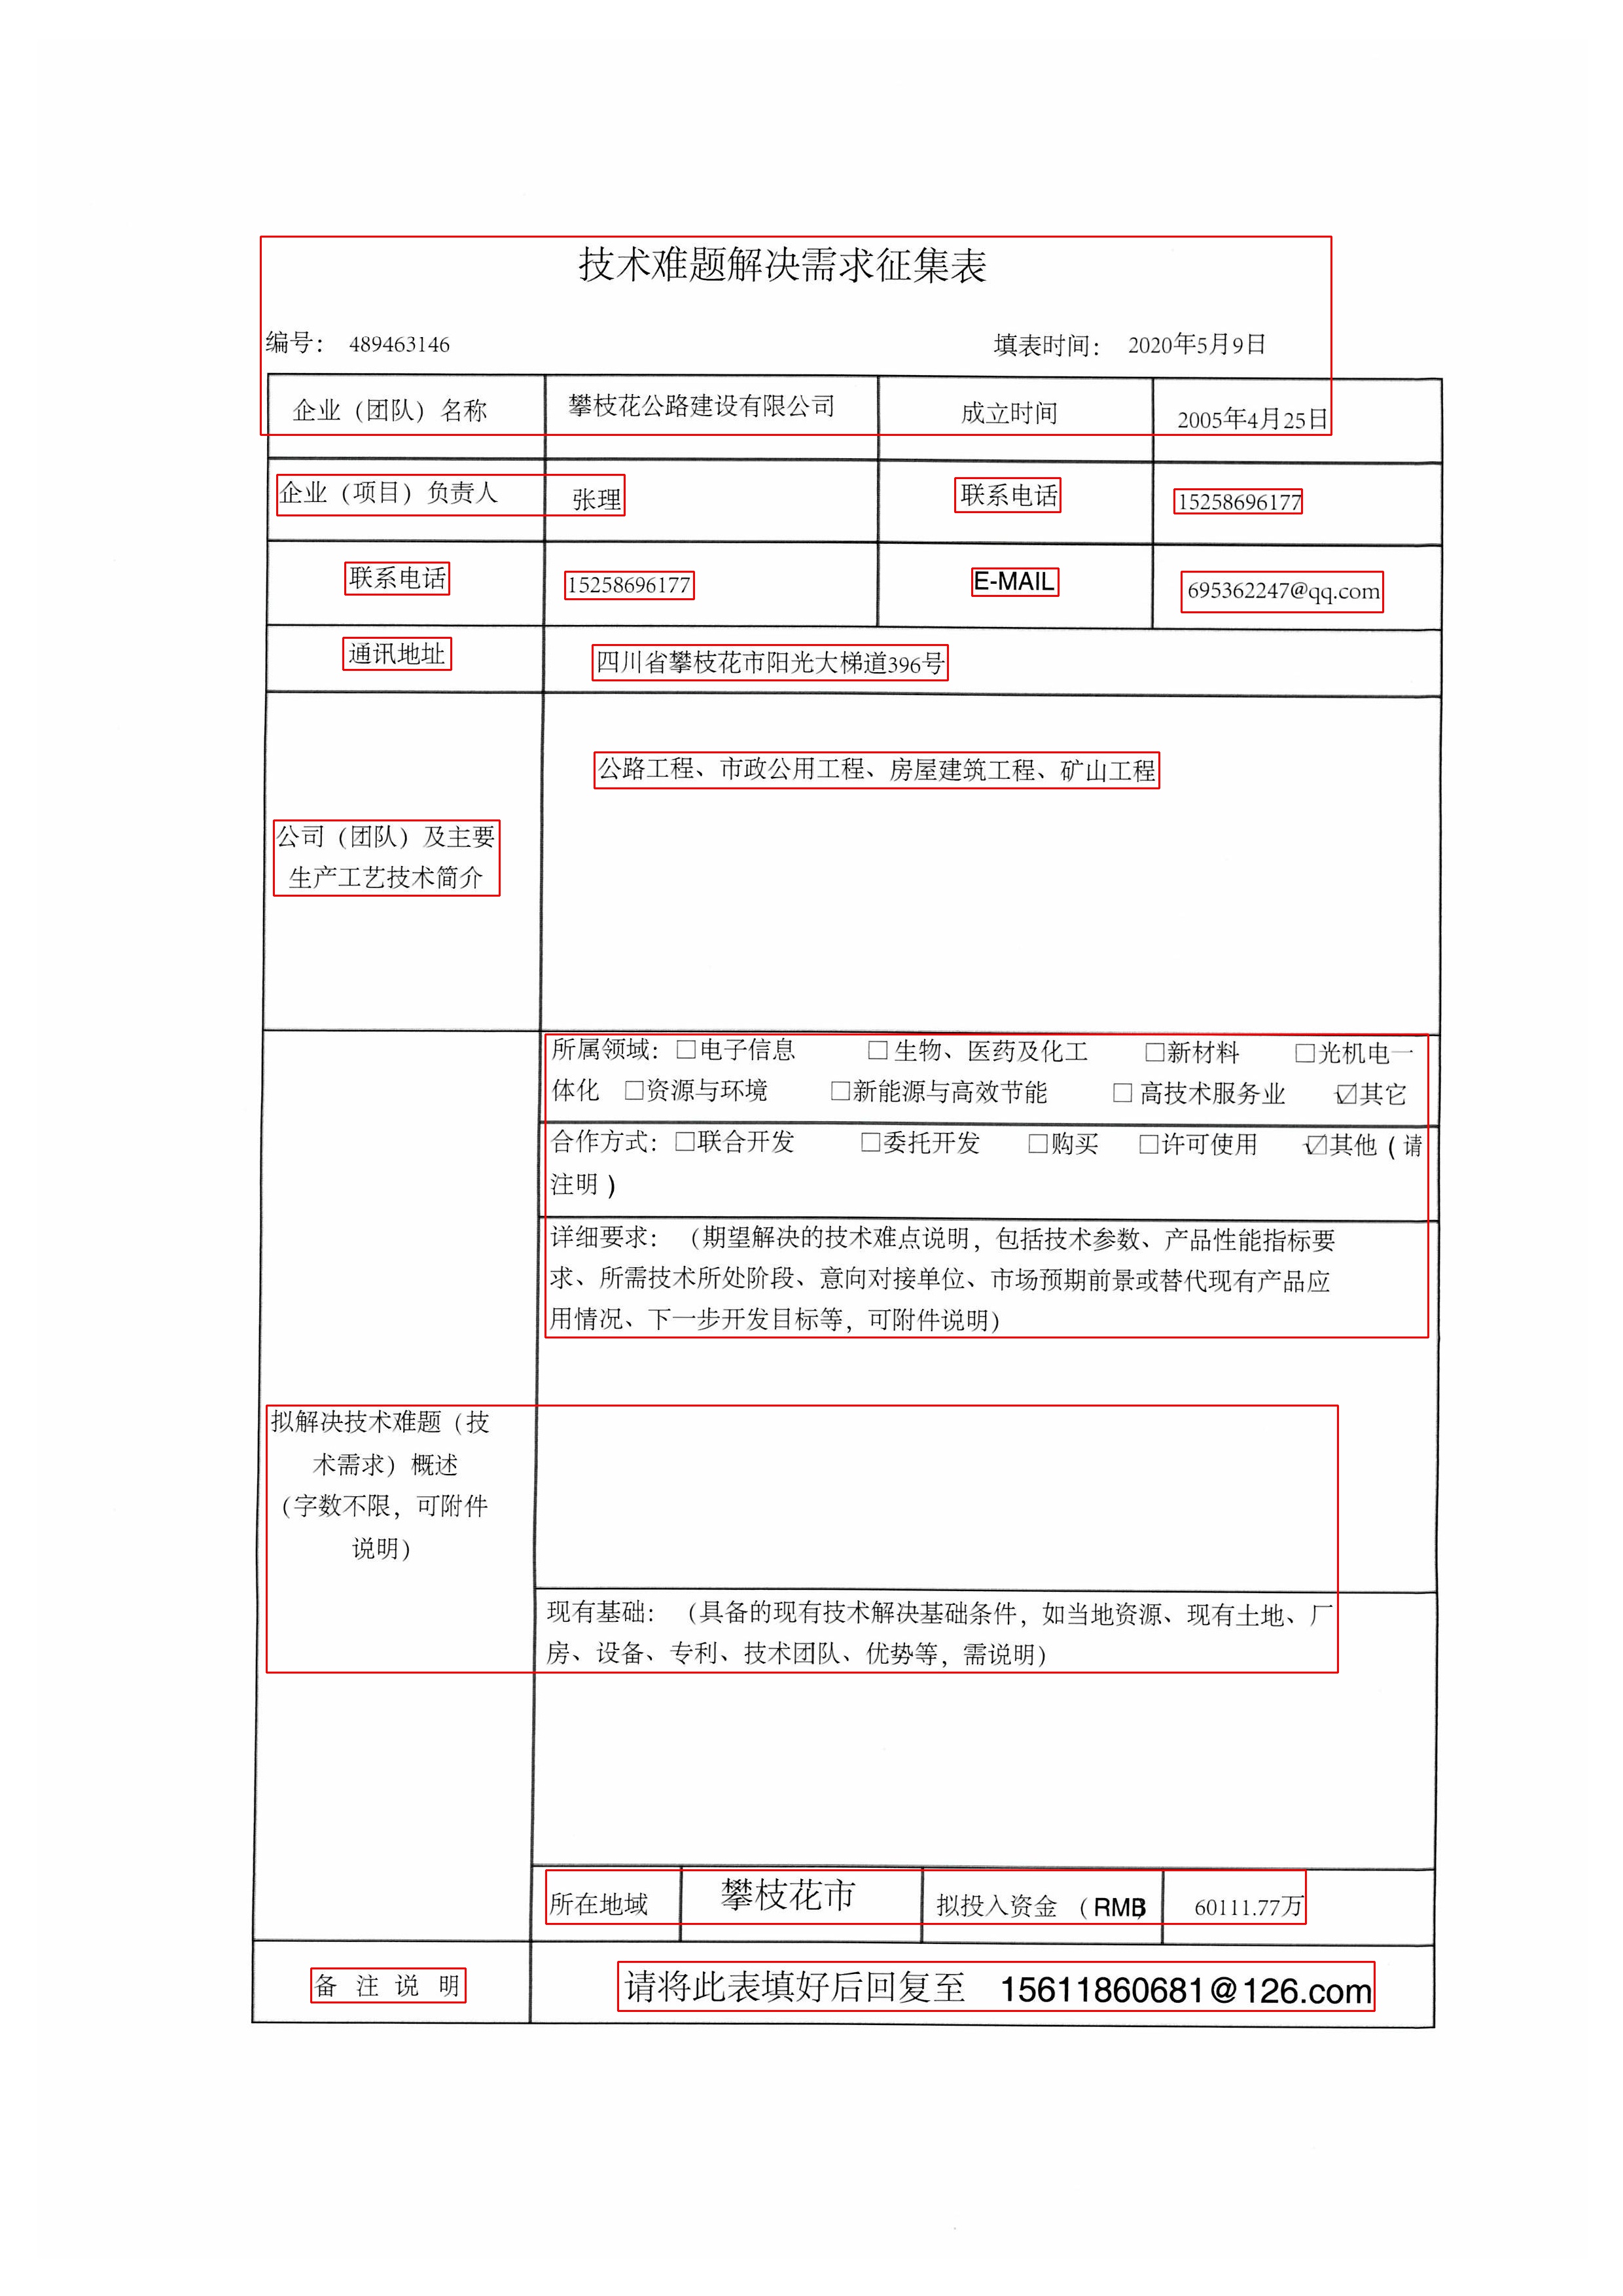 技术难题解决需求征集表
编号： 489463146 填表时间： 2020年5月9日
企业（团队）名称 攀枝花公路建设有限公司 成立时间 2005年4月25日
企业（项目）负责人 张理 联系电话 15258696177
联系电话 15258696177 E-MAIL 695362247@qq.com
通讯地址 四川省攀枝花市阳光大梯道396号
公路工程、市政公用工程、房屋建筑工程、矿山工程
公司（团队）及主要
生产工艺技术简介
所属领域：□电子信息 □生物、医药及化工 □新材料 □光机电一
体化 □资源与环境 □新能源与高效节能 □高技术服务业 ☑其它
合作方式：□联合开发 □委托开发 □购买 □许可使用 ☑其他（请
注明）
详细要求：（期望解决的技术难点说明，包括技术参数、产品性能指标要
求、所需技术所处阶段、意向对接单位、市场预期前景或替代现有产品应
用情况、下一步开发目标等，可附件说明）
拟解决技术难题（技
术需求）概述
（字数不限，可附件
说明）
现有基础：（具备的现有技术解决基础条件，如当地资源、现有土地、厂
房、设备、专利、技术团队、优势等，需说明）
所在地域 攀枝花市 拟投入资金（RMB） 60111.77万
备注说明 请将此表填好后回复至 15611860681@126.com